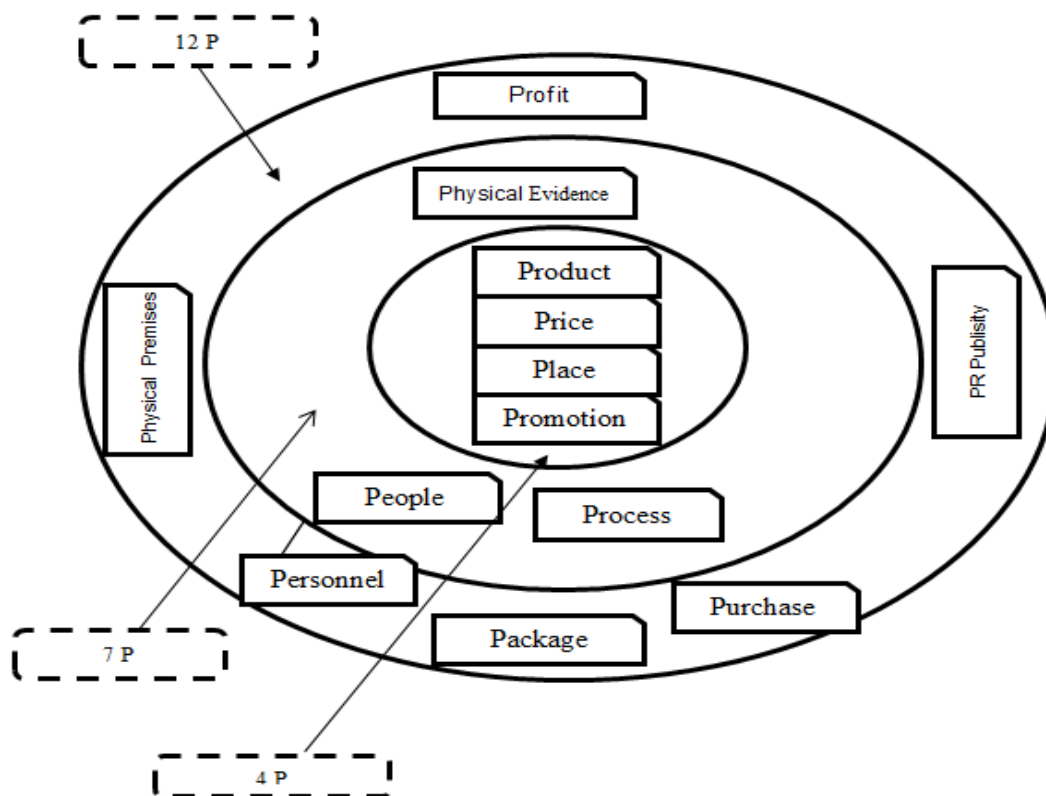 12 P
Profit
Physical Evidence
Product
Price
Place
Promotion
Physical Premises
PR Publisity
People
Process
Personnel
Purchase
Package
7 P
4 P